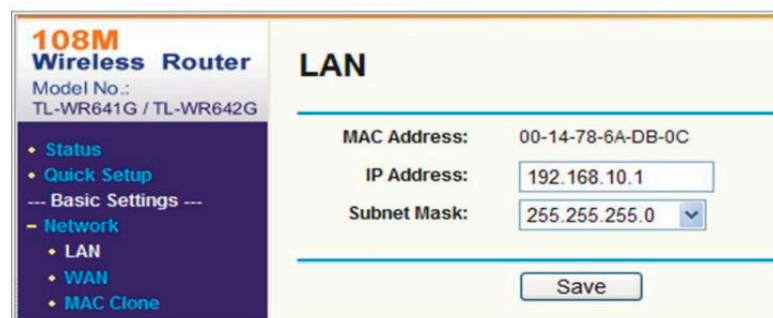 108M
Wireless Router
Model No.:
TL-WR641G / TL-WR642G
• Status
• Quick Setup
--- Basic Settings ---
– Network
• LAN
• WAN
• MAC Clone
LAN
MAC Address: 00-14-78-6A-DB-0C
IP Address: 192.168.10.1
Subnet Mask: 255.255.255.0
Save